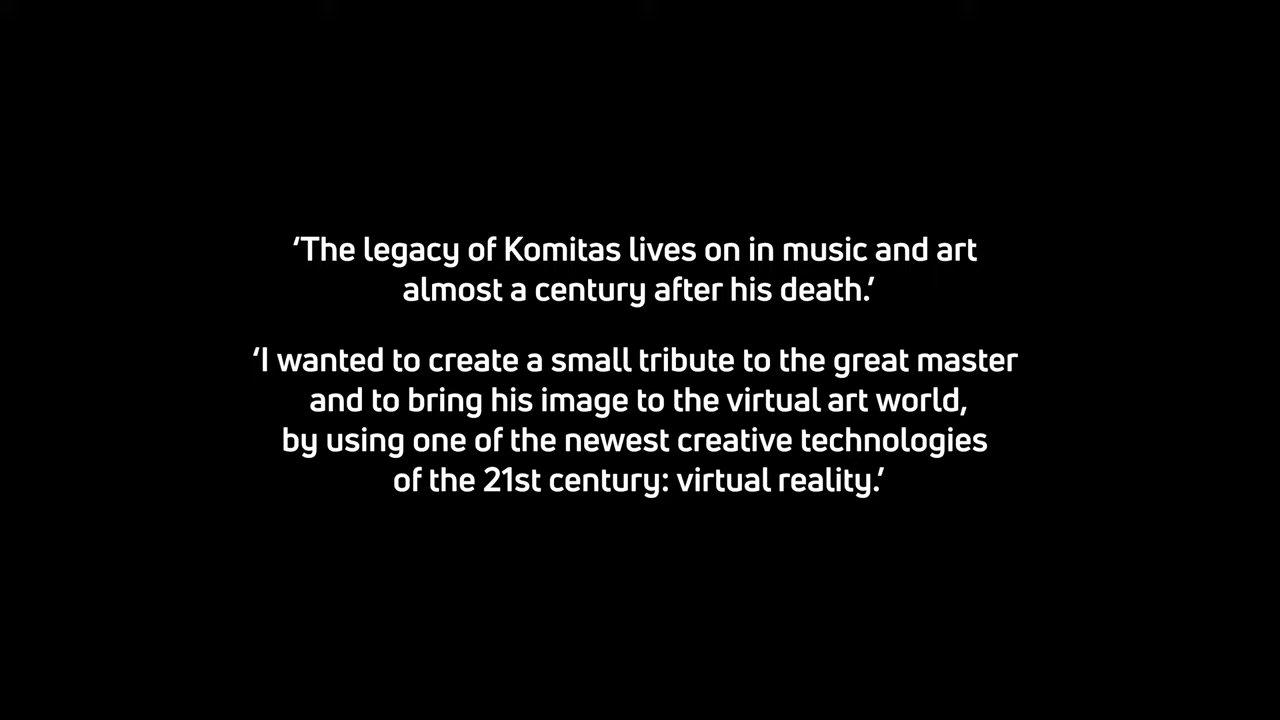 ‘The legacy of Komitas lives on in music and art
almost a century after his death.’
‘I wanted to create a small tribute to the great master
and to bring his image to the virtual art world,
by using one of the newest creative technologies
of the 21st century: virtual reality.’